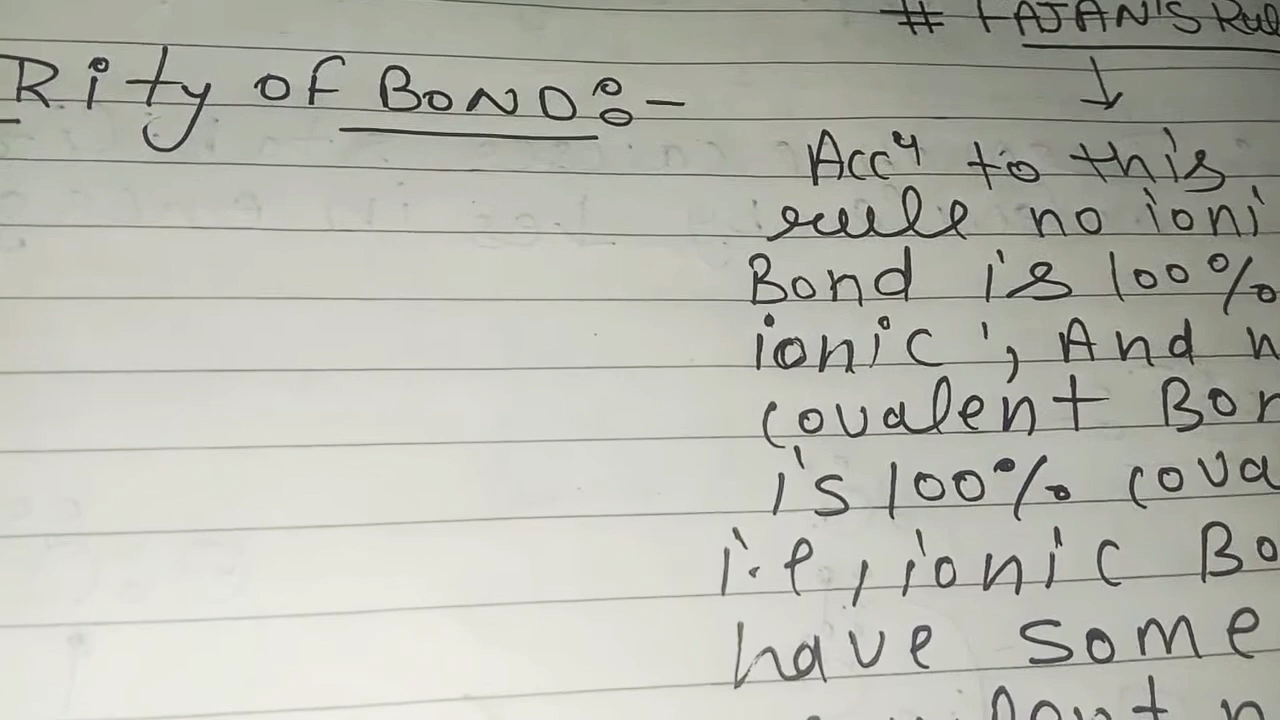 # FAJAN'S Rul
Rity of BOND:-
Acc⁴ to this
rule no ioni
Bond is 100%
ionic', And n
covalent Bon
is 100% cova
i.e, ionic Bo
have some